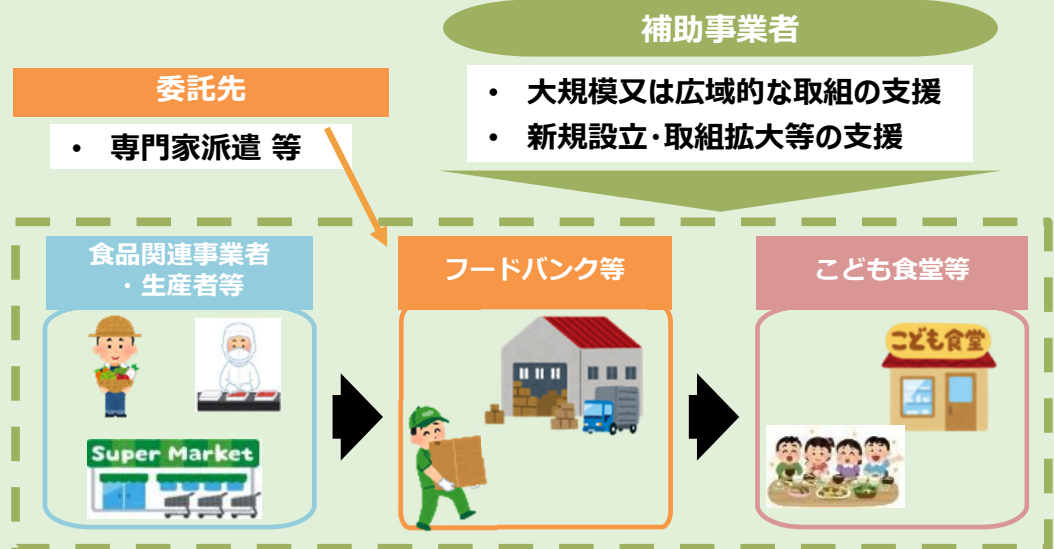 補助事業者
委託先
• 大規模又は広域的な取組の支援
• 新規設立・取組拡大等の支援
• 専門家派遣 等
食品関連事業者
・生産者等
フードバンク等
こども食堂等
Super Market
こども食堂